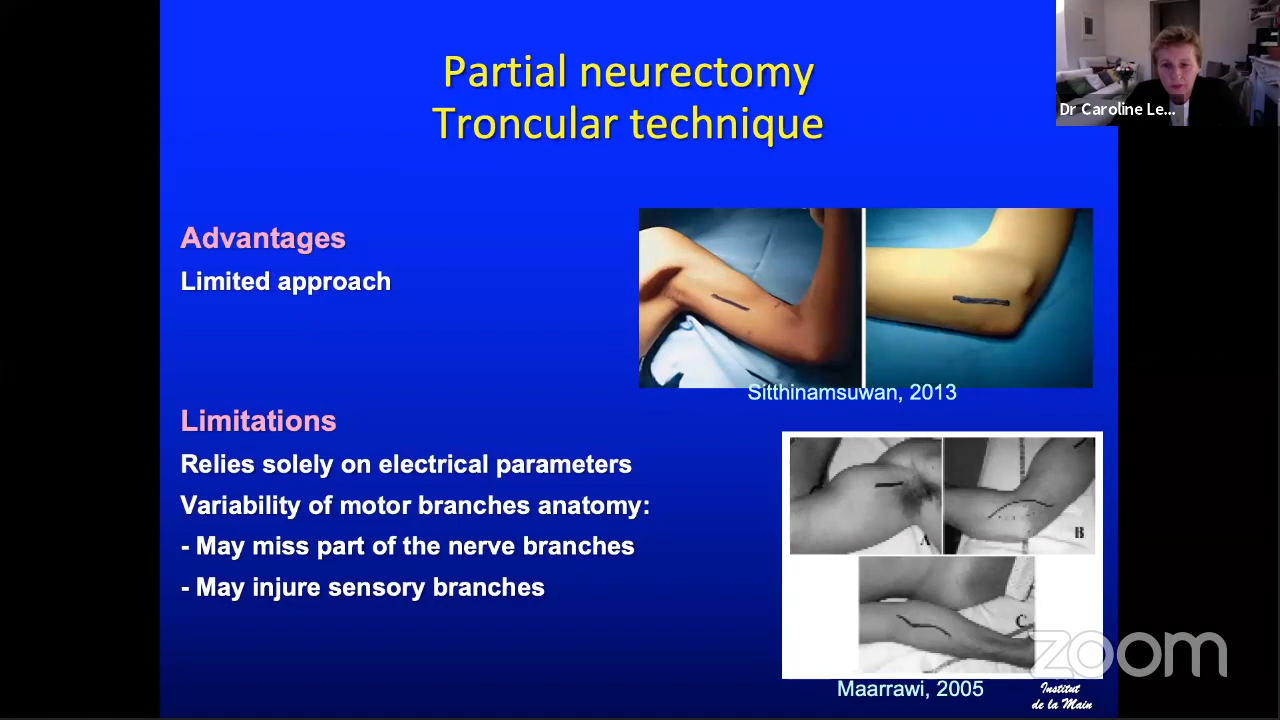 Partial neurectomy
Troncular technique
Dr Caroline Le...
Advantages
Limited approach
Sitthinamsuwan, 2013
Limitations
Relies solely on electrical parameters
Variability of motor branches anatomy:
- May miss part of the nerve branches
- May injure sensory branches
A
B
C
Maarrawi, 2005
zoom
Institut
de la Main